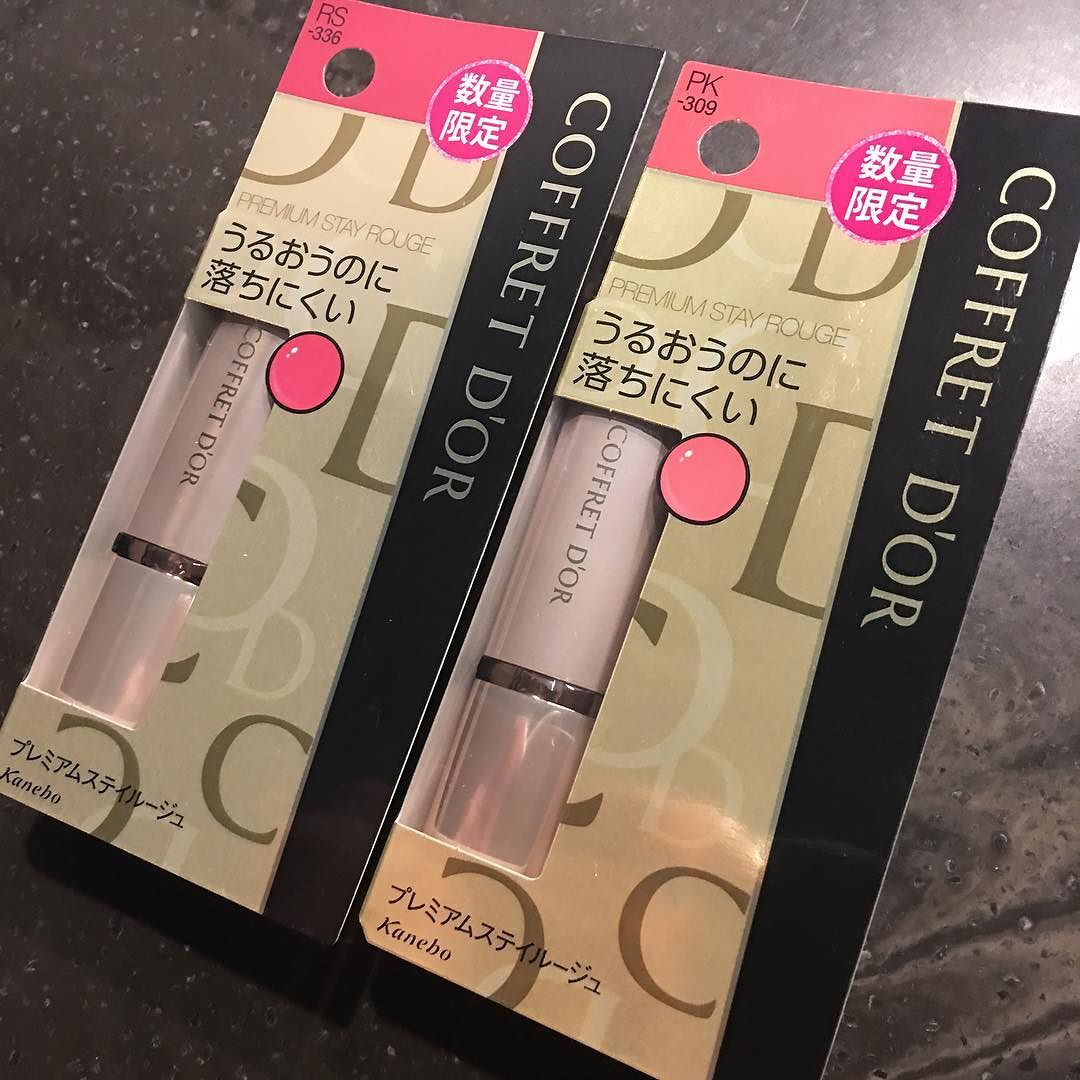 RS
-336
数量
限定
COFFRET D'OR
PREMIUM STAY ROUGE
うるおうのに
落ちにくい
COFFRET D'OR
プレミアムステイルージュ
Kanebo
PK
-309
数量
限定
COFFRET D'OR
PREMIUM STAY ROUGE
うるおうのに
落ちにくい
COFFRET D'OR
プレミアムステイルージュ
Kanebo